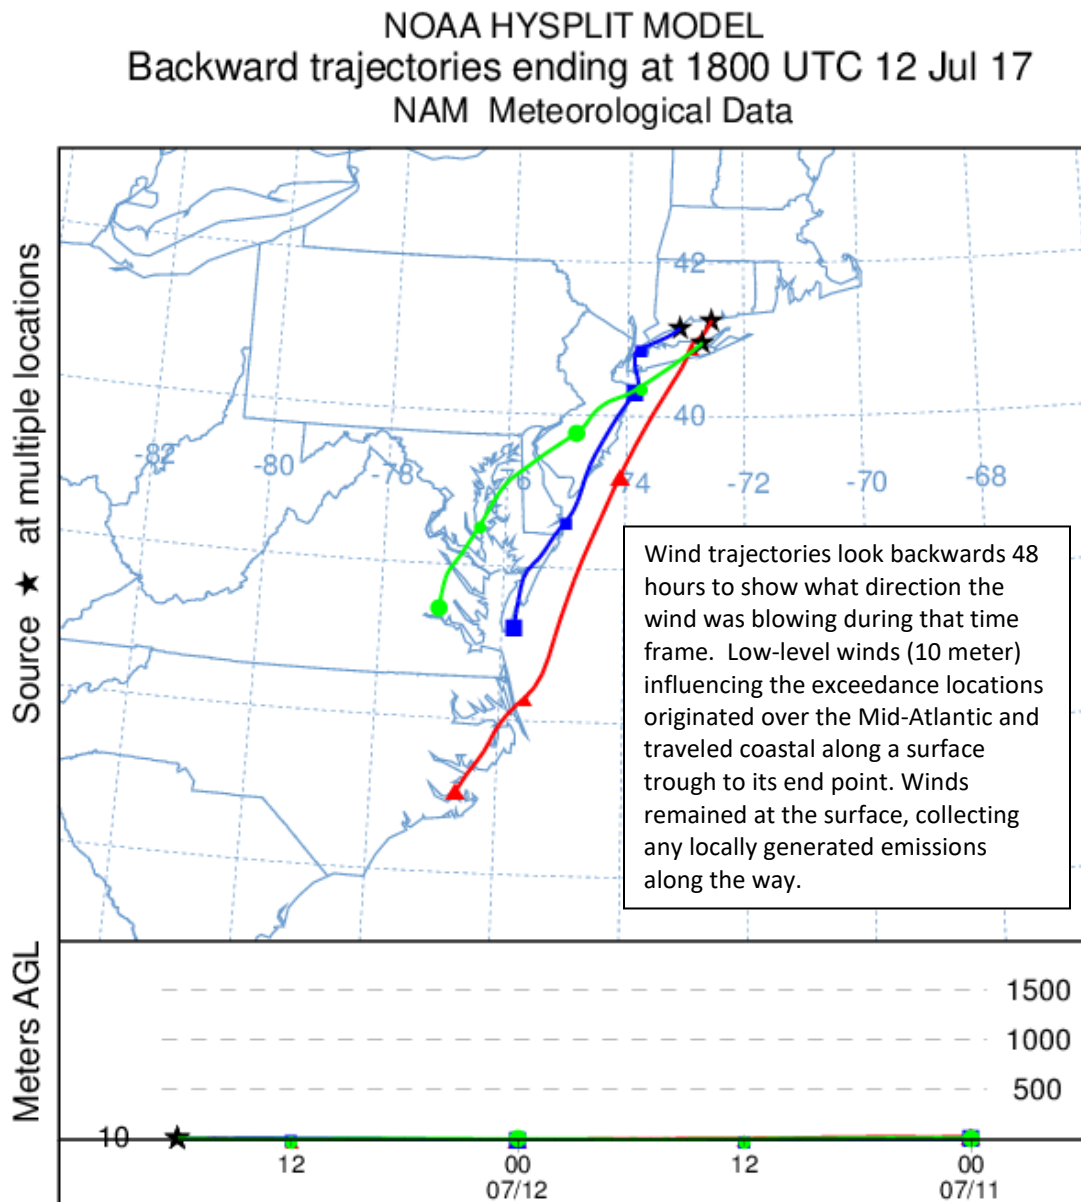 NOAA HYSPLIT MODEL
Backward trajectories ending at 1800 UTC 12 Jul 17
NAM Meteorological Data
Source ★ at multiple locations
42
40
-82
-80
-78
76
74
-72
-70
-68
Wind trajectories look backwards 48
hours to show what direction the
wind was blowing during that time
frame. Low-level winds (10 meter)
influencing the exceedance locations
originated over the Mid-Atlantic and
traveled coastal along a surface
trough to its end point. Winds
remained at the surface, collecting
any locally generated emissions
along the way.
Meters AGL
1500
1000
500
10
12
00
12
00
07/12
07/11